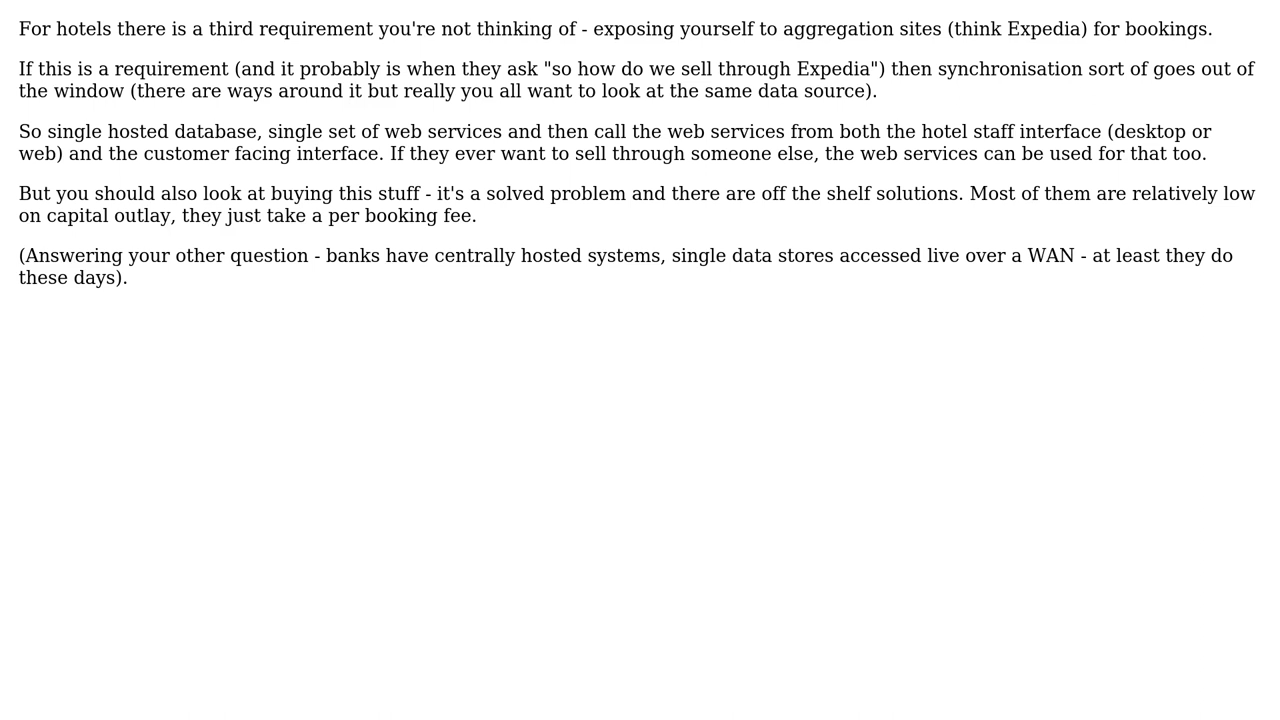 For hotels there is a third requirement you're not thinking of - exposing yourself to aggregation sites (think Expedia) for bookings.
If this is a requirement (and it probably is when they ask "so how do we sell through Expedia") then synchronisation sort of goes out of
the window (there are ways around it but really you all want to look at the same data source).
So single hosted database, single set of web services and then call the web services from both the hotel staff interface (desktop or
web) and the customer facing interface. If they ever want to sell through someone else, the web services can be used for that too.
But you should also look at buying this stuff - it's a solved problem and there are off the shelf solutions. Most of them are relatively low
on capital outlay, they just take a per booking fee.
(Answering your other question - banks have centrally hosted systems, single data stores accessed live over a WAN - at least they do
these days).